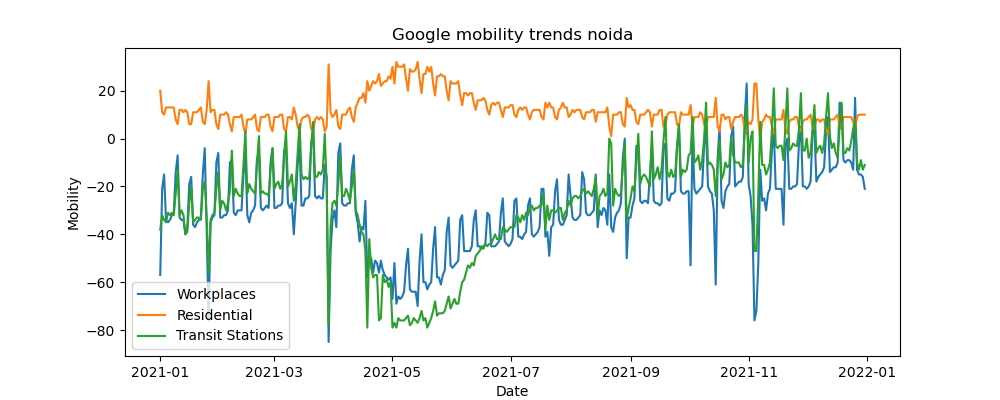 Google mobility trends noida
Mobility
20
0
−20
−40
−60
−80
Workplaces
Residential
Transit Stations
2021-01 2021-03 2021-05 2021-07 2021-09 2021-11 2022-01
Date